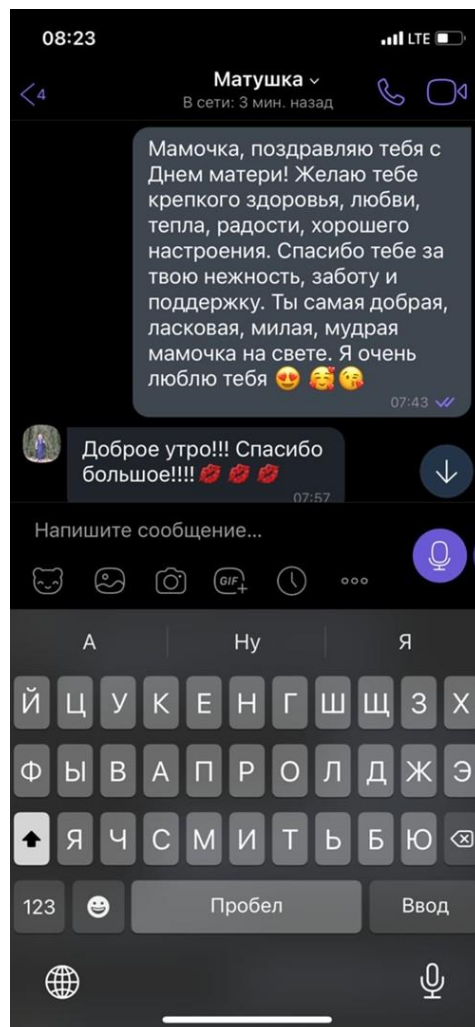 08:23
LTE
4
Матушка
В сети: 3 мин. назад
Мамочка, поздравляю тебя с
Днем матери! Желаю тебе
крепкого здоровья, любви,
тепла, радости, хорошего
настроения. Спасибо тебе за
твою нежность, заботу и
поддержку. Ты самая добрая,
ласковая, милая, мудрая
мамочка на свете. Я очень
люблю тебя 😍 🥰 😘
07:43
Доброе утро!!! Спасибо
большое!!!! 💋 💋 💋
07:57
Напишите сообщение...
GIF
А Ну Я
Й Ц У К Е Н Г Ш Щ З Х
Ф Ы В А П Р О Л Д Ж Э
Я Ч С М И Т Ь Б Ю
123 Пробел Ввод